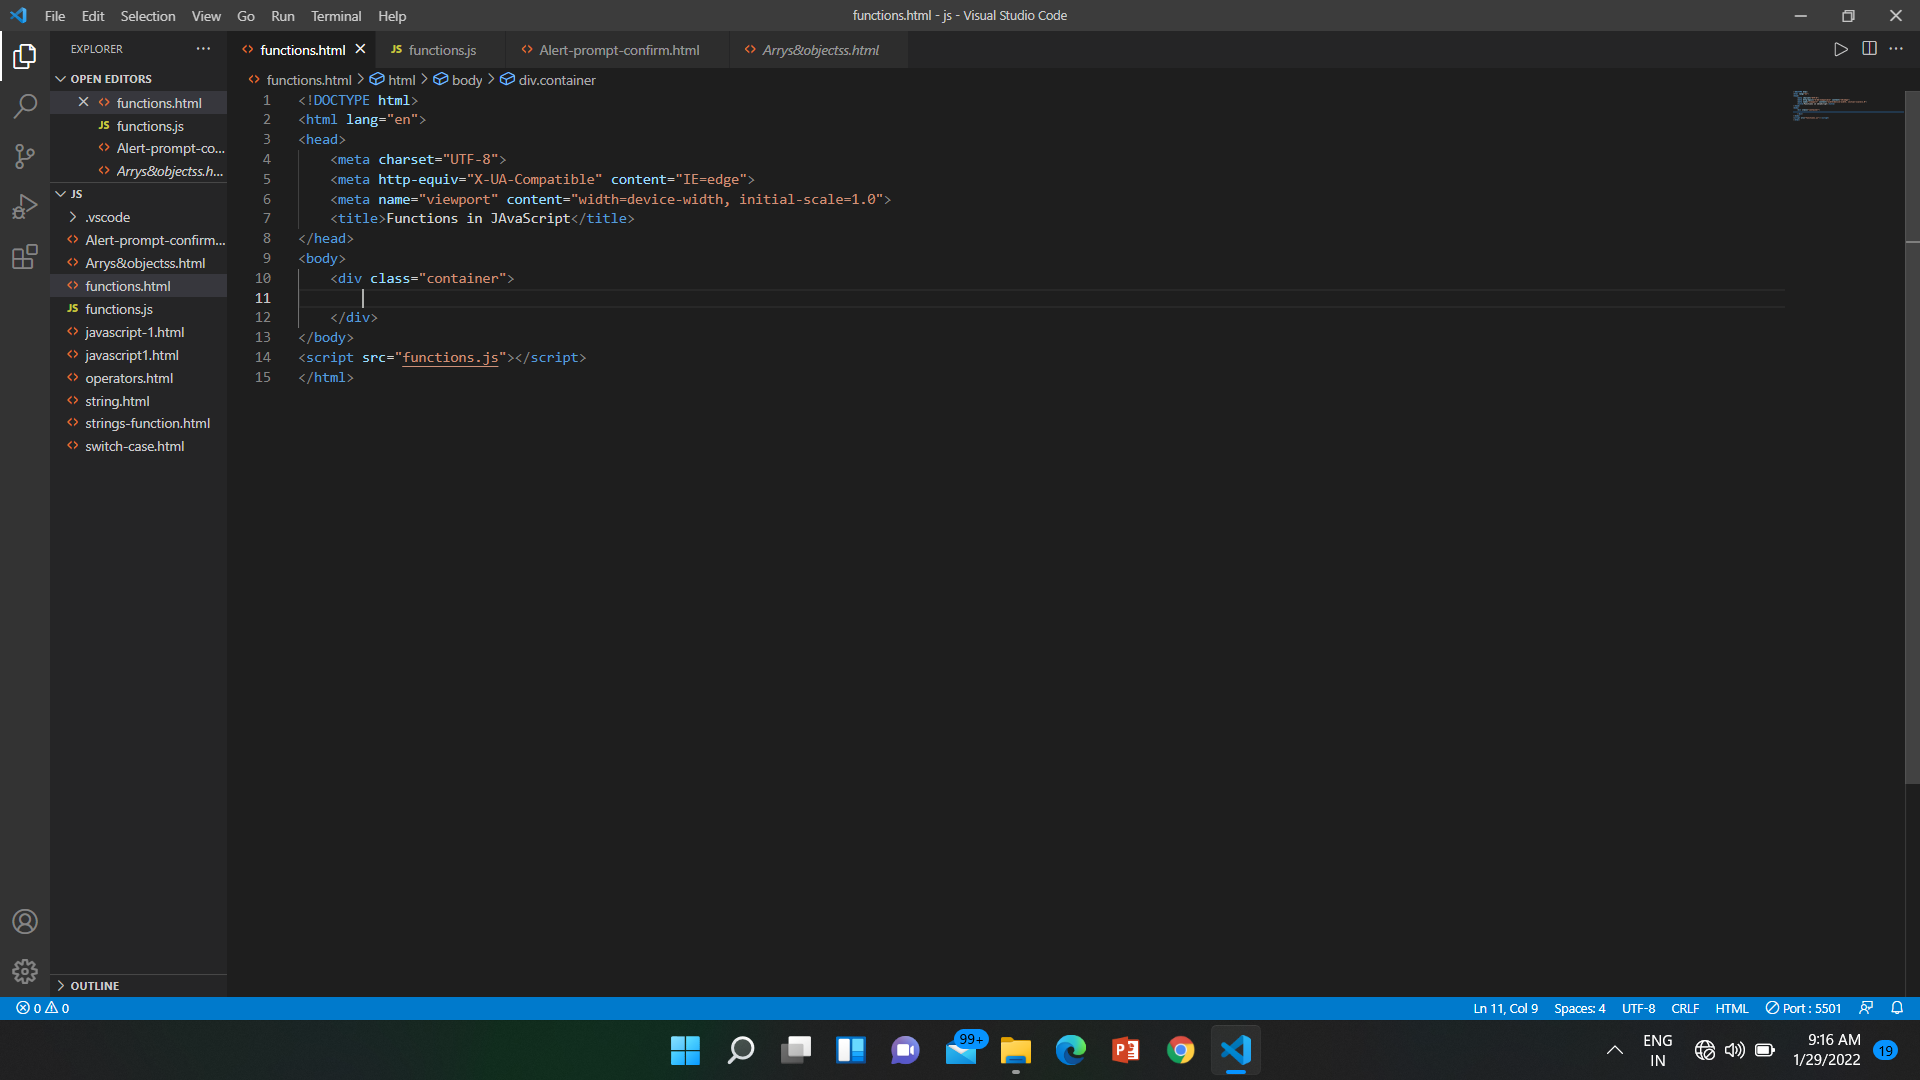 File Edit Selection View Go Run Terminal Help
functions.html - js - Visual Studio Code
EXPLORER
OPEN EDITORS
functions.html
JS functions.js
Alert-prompt-co...
Arrys&objectss.h...
JS
.vscode
Alert-prompt-confirm...
Arrys&objectss.html
functions.html
JS functions.js
javascript-1.html
javascript1.html
operators.html
string.html
strings-function.html
switch-case.html
OUTLINE
functions.html JS functions.js Alert-prompt-confirm.html Arrys&objectss.html
functions.html > html > body > div.container
1 <!DOCTYPE html>
2 <html lang="en">
3 <head>
4 <meta charset="UTF-8">
5 <meta http-equiv="X-UA-Compatible" content="IE=edge">
6 <meta name="viewport" content="width=device-width, initial-scale=1.0">
7 <title>Functions in JAvaScript</title>
8 </head>
9 <body>
10 <div class="container">
11
12 </div>
13 </body>
14 <script src="functions.js"></script>
15 </html>
0 0
Ln 11, Col 9 Spaces: 4 UTF-8 CRLF HTML Port : 5501
99+
ENG
IN
9:16 AM
1/29/2022
19